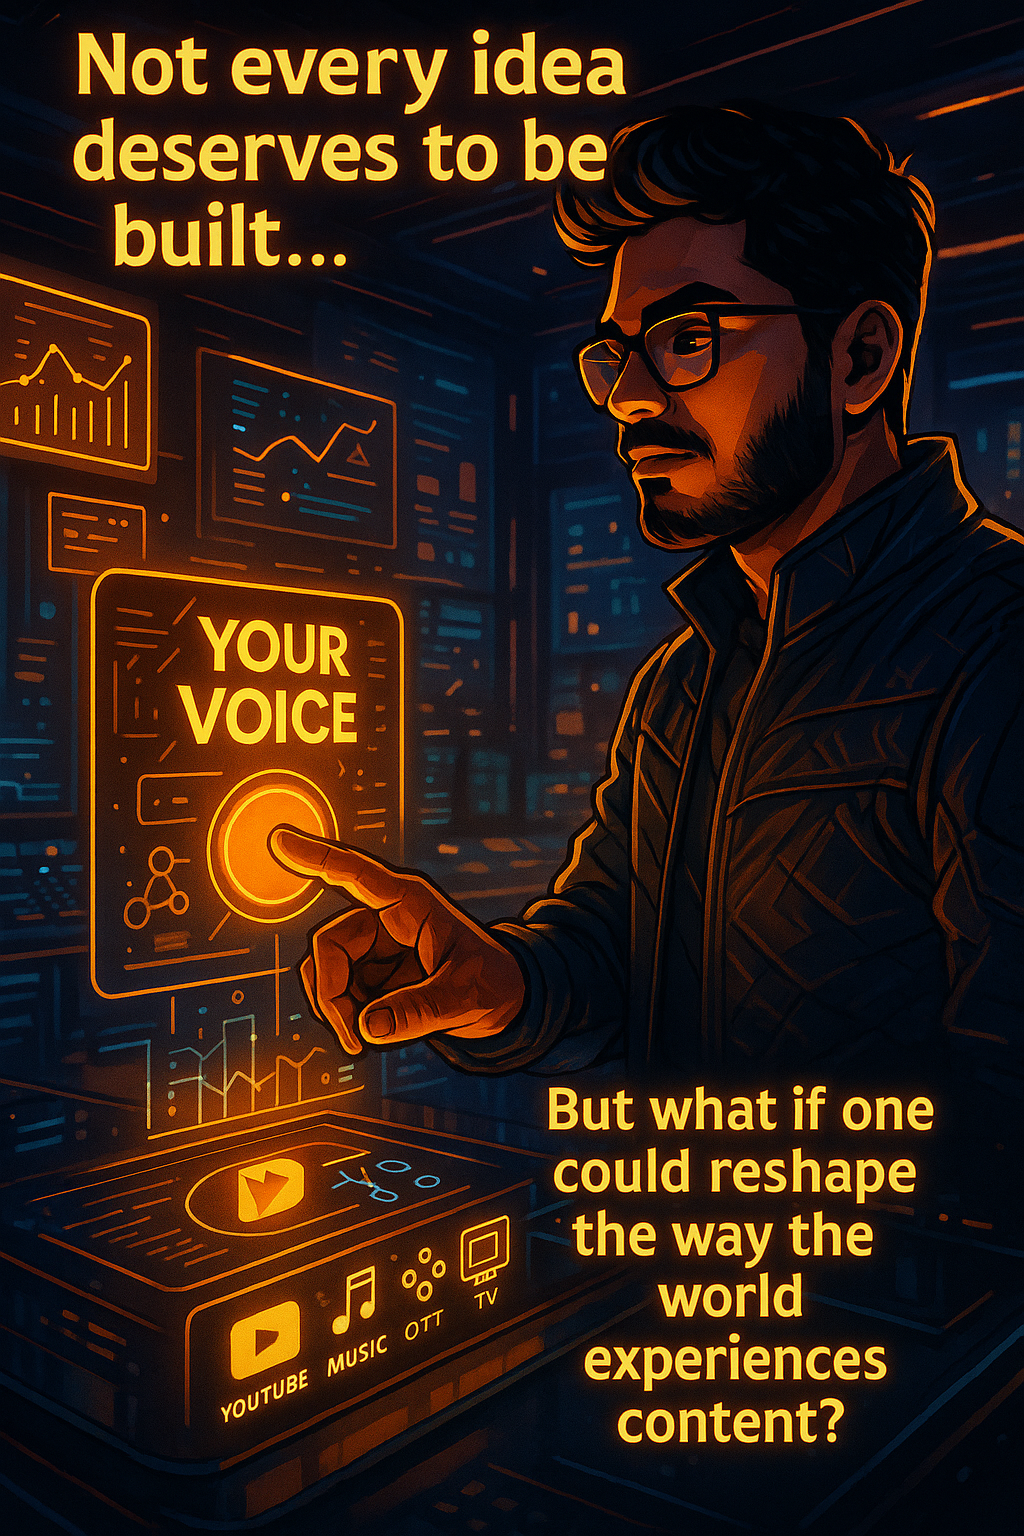 Not every idea
deserves to be
built...
YOUR
VOICE
YOUTUBE
MUSIC
OTT
TV
But what if one
could reshape
the way the
world
experiences
content?